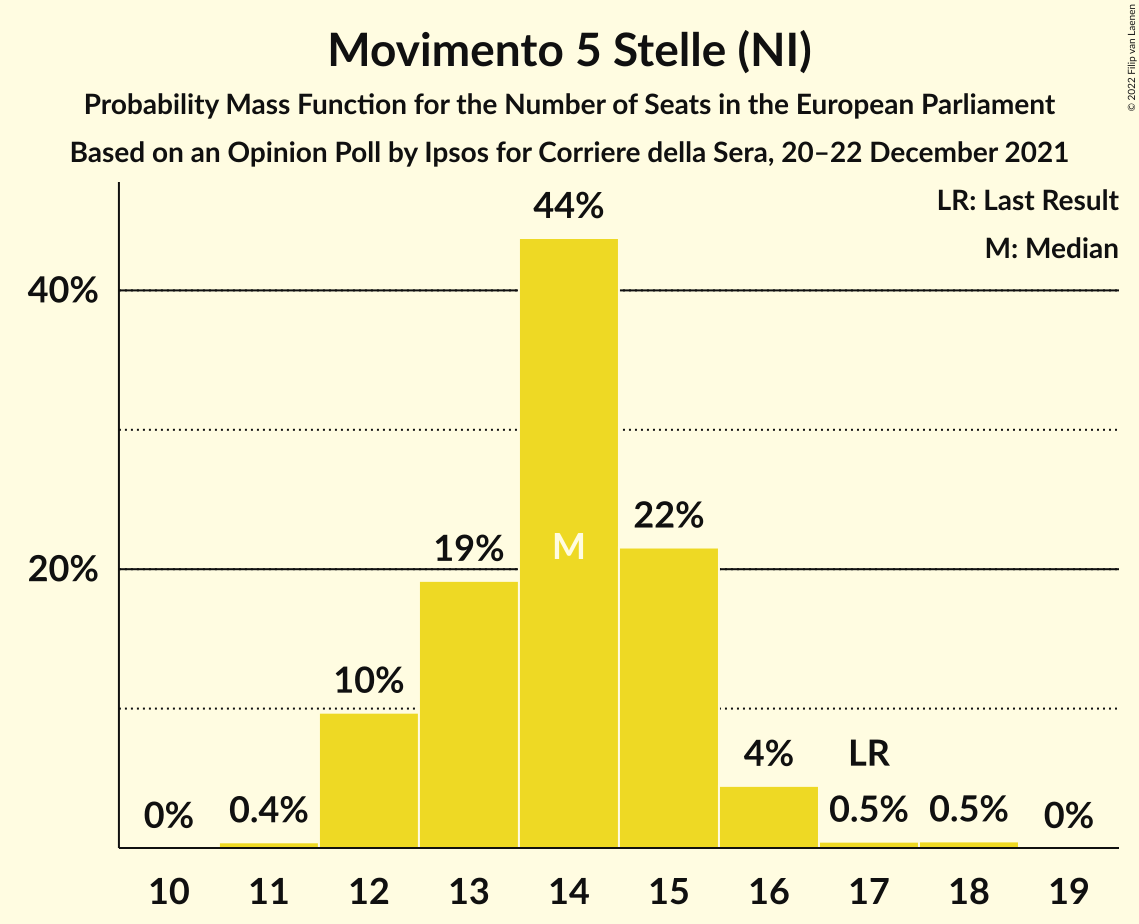 © 2022 Filip van Laenen
Movimento 5 Stelle (NI)
Probability Mass Function for the Number of Seats in the European Parliament
Based on an Opinion Poll by Ipsos for Corriere della Sera, 20–22 December 2021
LR: Last Result
M: Median
44%
40%
22%
19%
M
20%
10%
4%
LR
0%
0.4%
0.5%
0.5%
0%
10 11 12 13 14 15 16 17 18 19